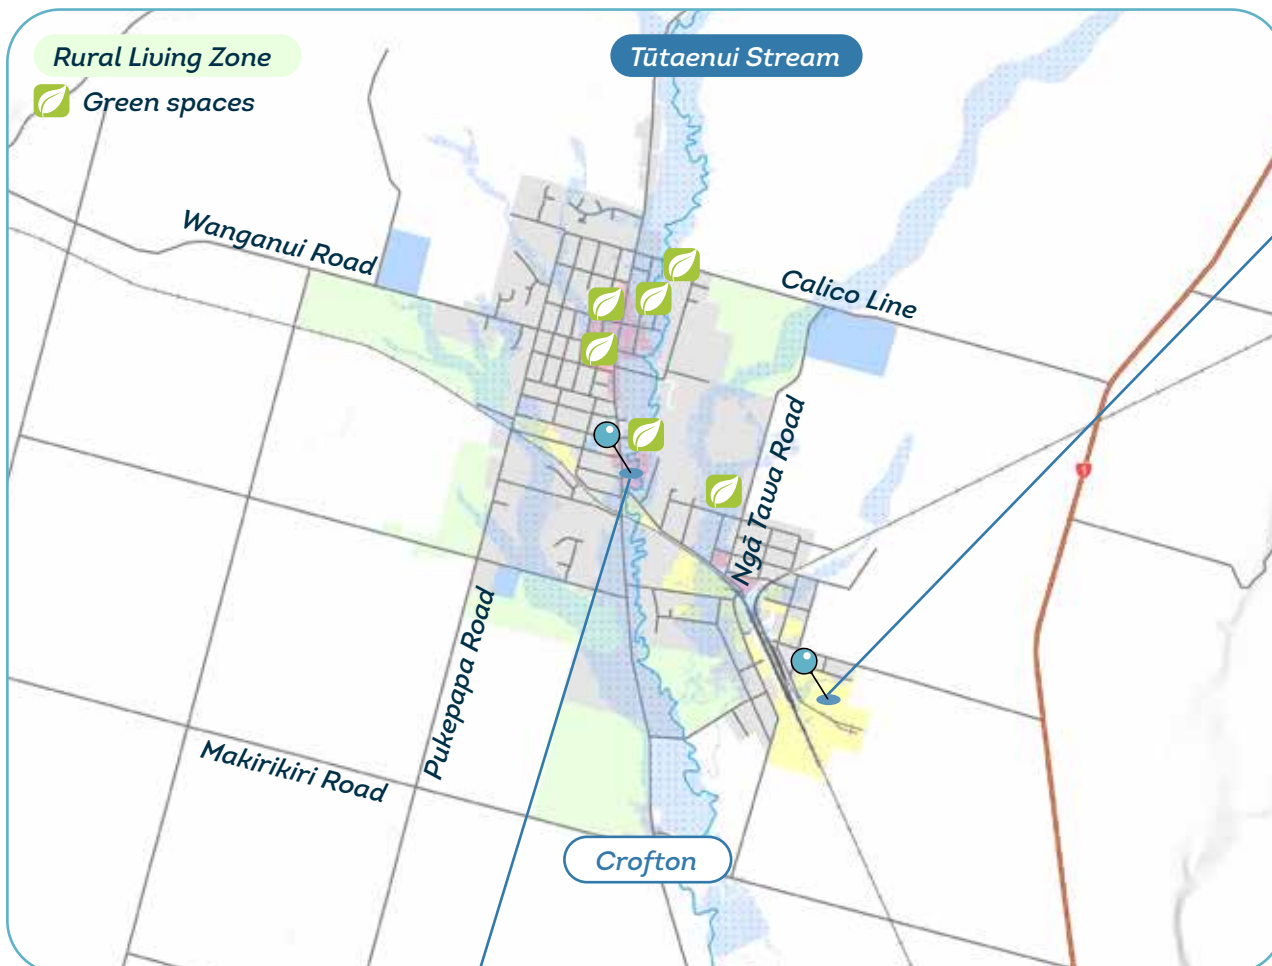 Rural Living Zone
Tūtaenui Stream
Green spaces
Wanganui Road
Calico Line
Ngā Tawa Road
1
Pukepapa Road
Makirikiri Road
Crofton